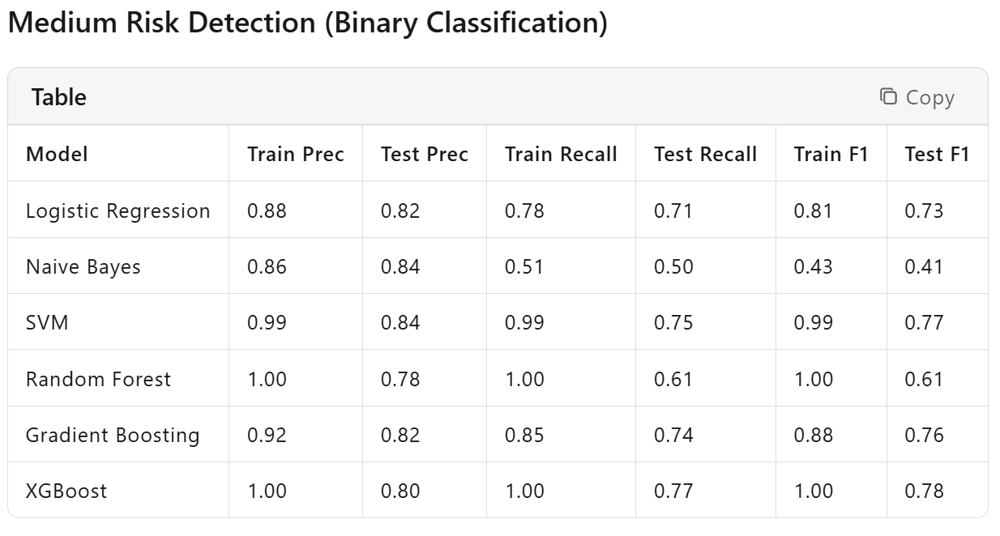 Medium Risk Detection (Binary Classification)
Table Copy
Model Train Prec Test Prec Train Recall Test Recall Train F1 Test F1
Logistic Regression 0.88 0.82 0.78 0.71 0.81 0.73
Naive Bayes 0.86 0.84 0.51 0.50 0.43 0.41
SVM 0.99 0.84 0.99 0.75 0.99 0.77
Random Forest 1.00 0.78 1.00 0.61 1.00 0.61
Gradient Boosting 0.92 0.82 0.85 0.74 0.88 0.76
XGBoost 1.00 0.80 1.00 0.77 1.00 0.78